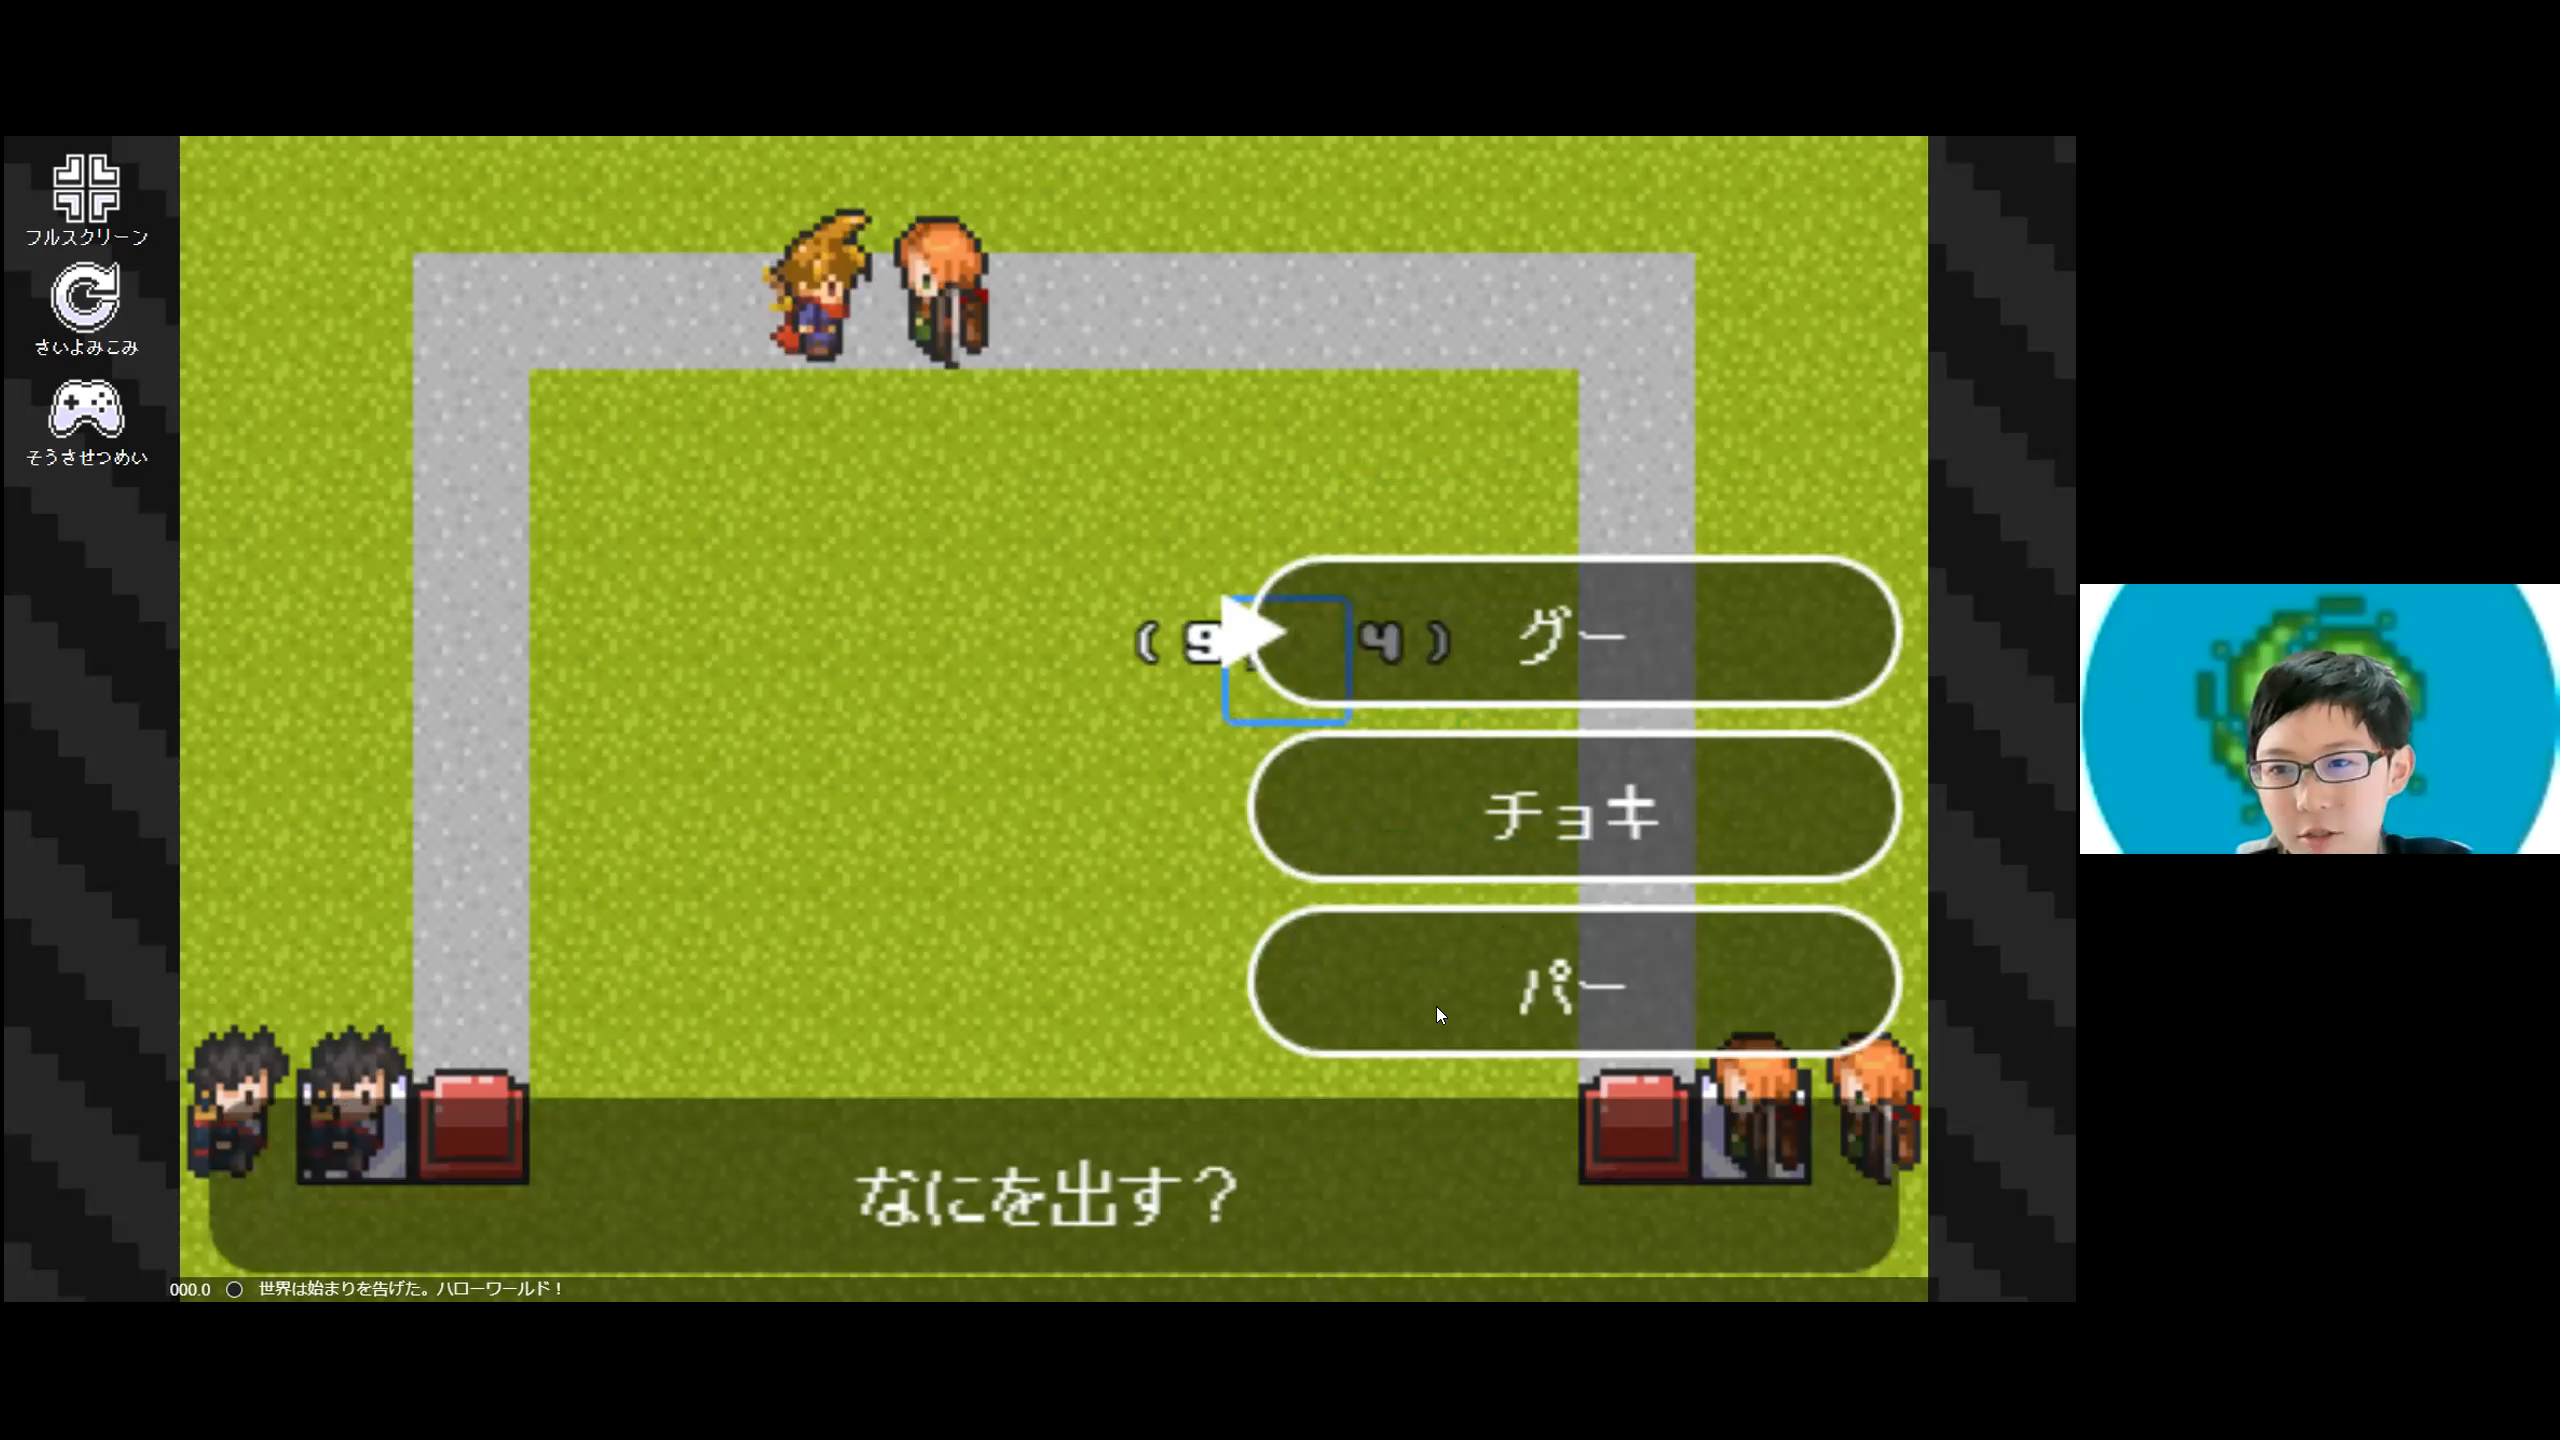 フルスクリーン
さいよみこみ
そうさせつめい
( 9 4 )
グー
チョキ
パー
なにを出す？
000.0 世界は始まりを告げた。ハローワールド！